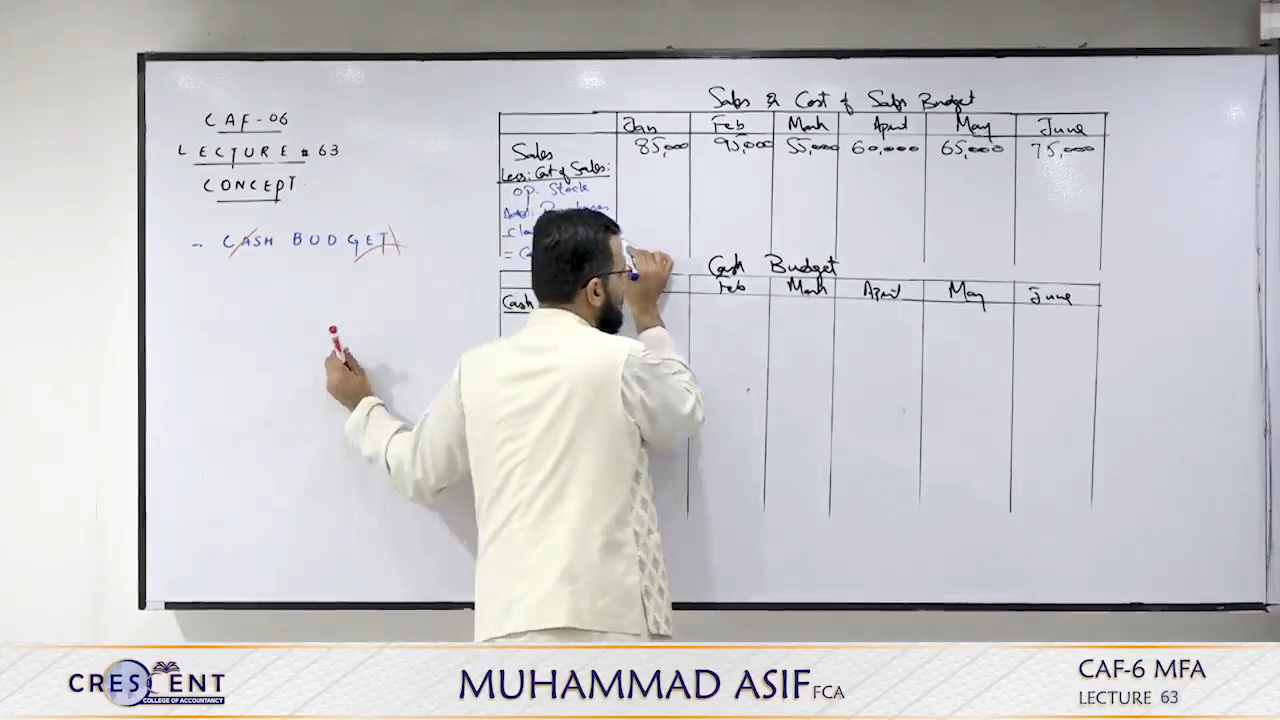 CAF-06
LECTURE # 63
CONCEPT
- CASH BUDGET
Sales & Cost of Sales Budget
Jan Feb March April May June
Sales 85,000 95,000 55,000 60,000 65,000 75,000
Less: Cost of Sales:
op. Stock
Cash Budget
Feb March April May June
Cash
CRESCENT
COLLEGE OF ACCOUNTANCY
MUHAMMAD ASIF FCA
CAF-6 MFA
LECTURE 63